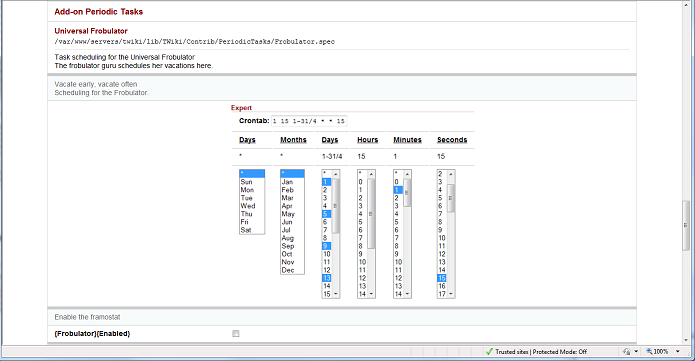 Add-on Periodic Tasks
Universal Frobulator
/var/www/servers/twiki/lib/TWiki/Contrib/PeriodicTasks/Frobulator.spec
Task scheduling for the Universal Frobulator
The frobulator guru schedules her vacations here.
Vacate early, vacate often
Scheduling for the Frobulator.
Expert
Crontab: 1 15 1-31/4 * * 15
Days Months Days Hours Minutes Seconds
* * 1-31/4 15 1 15
* * * * * 2
Sun Jan 1 0 0 3
Mon Feb 2 1 1 4
Tue Mar 3 2 2 5
Wed Apr 4 3 3 6
Thu May 5 4 4 7
Fri Jun 6 5 5 8
Sat Jul 7 6 6 9
Aug 8 7 7 10
Sep 9 8 8 11
Oct 10 9 9 12
Nov 11 10 10 13
Dec 12 11 11 14
13 12 12 15
14 13 13 16
15 14 14 17
Enable the framostat
{Frobulator}{Enabled}
Trusted sites | Protected Mode: Off
100%